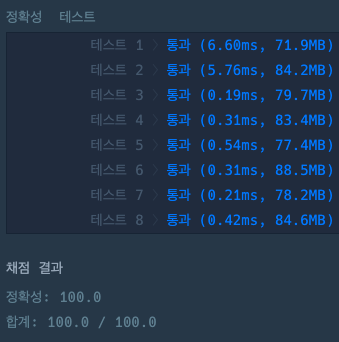 정확성 테스트
테스트 1 > 통과 (6.60ms, 71.9MB)
테스트 2 > 통과 (5.76ms, 84.2MB)
테스트 3 > 통과 (0.19ms, 79.7MB)
테스트 4 > 통과 (0.31ms, 83.4MB)
테스트 5 > 통과 (0.54ms, 77.4MB)
테스트 6 > 통과 (0.31ms, 88.5MB)
테스트 7 > 통과 (0.21ms, 78.2MB)
테스트 8 > 통과 (0.42ms, 84.6MB)
채점 결과
정확성: 100.0
합계: 100.0 / 100.0